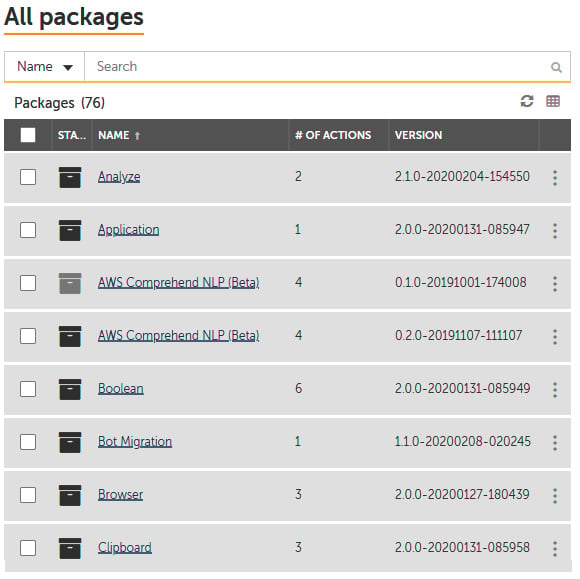 All packages
Name Search
Packages (76)
STA... NAME # OF ACTIONS VERSION
Analyze 2 2.1.0-20200204-154550
Application 1 2.0.0-20200131-085947
AWS Comprehend NLP (Beta) 4 0.1.0-20191001-174008
AWS Comprehend NLP (Beta) 4 0.2.0-20191107-111107
Boolean 6 2.0.0-20200131-085949
Bot Migration 1 1.1.0-20200208-020245
Browser 3 2.0.0-20200127-180439
Clipboard 3 2.0.0-20200131-085958